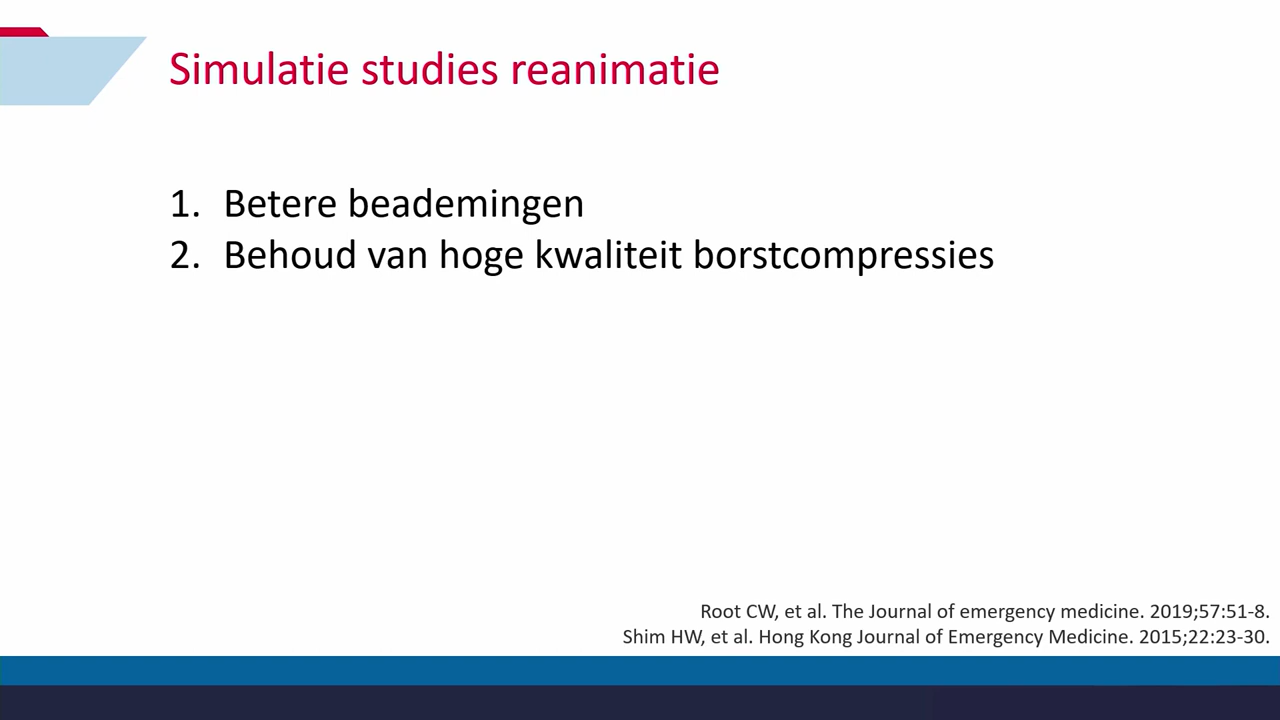 Simulatie studies reanimatie
1. Betere beademingen
2. Behoud van hoge kwaliteit borstcompressies
Root CW, et al. The Journal of emergency medicine. 2019;57:51-8.
Shim HW, et al. Hong Kong Journal of Emergency Medicine. 2015;22:23-30.